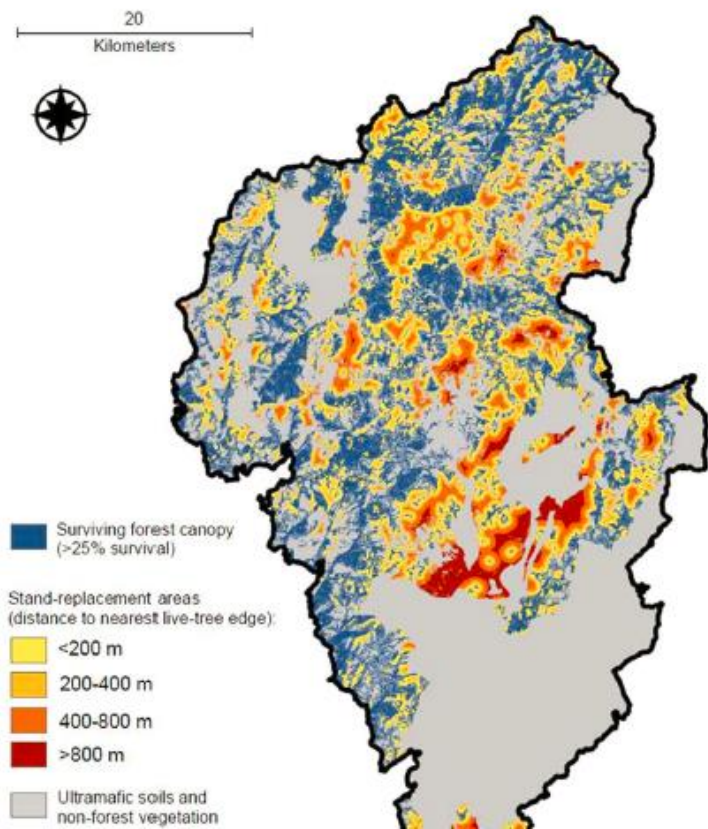 20
Kilometers
Surviving forest canopy
(>25% survival)
Stand-replacement areas
(distance to nearest live-tree edge):
<200 m
200-400 m
400-800 m
>800 m
Ultramafic soils and
non-forest vegetation